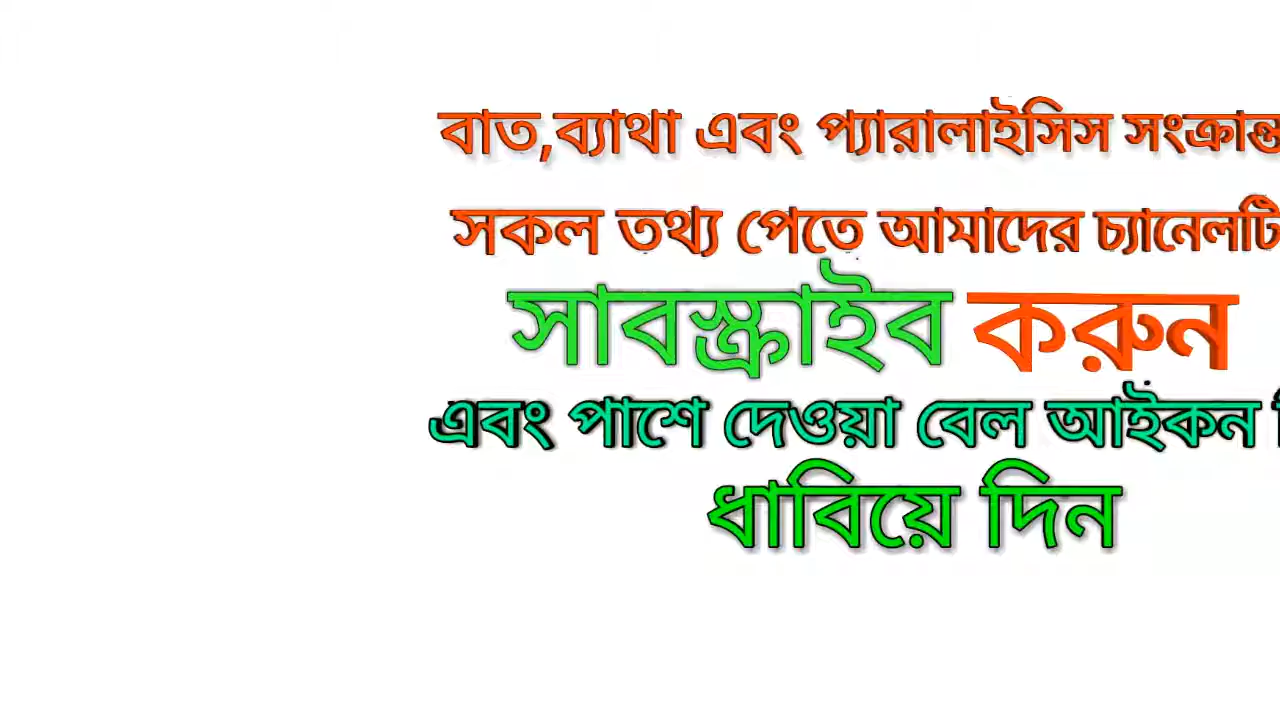 বাত,ব্যাথা এবং প্যারালাইসিস সংক্রান্ত
সকল তথ্য পেতে আমাদের চ্যানেলটি
সাবস্ক্রাইব করুন
এবং পাশে দেওয়া বেল আইকন
ধাবিয়ে দিন